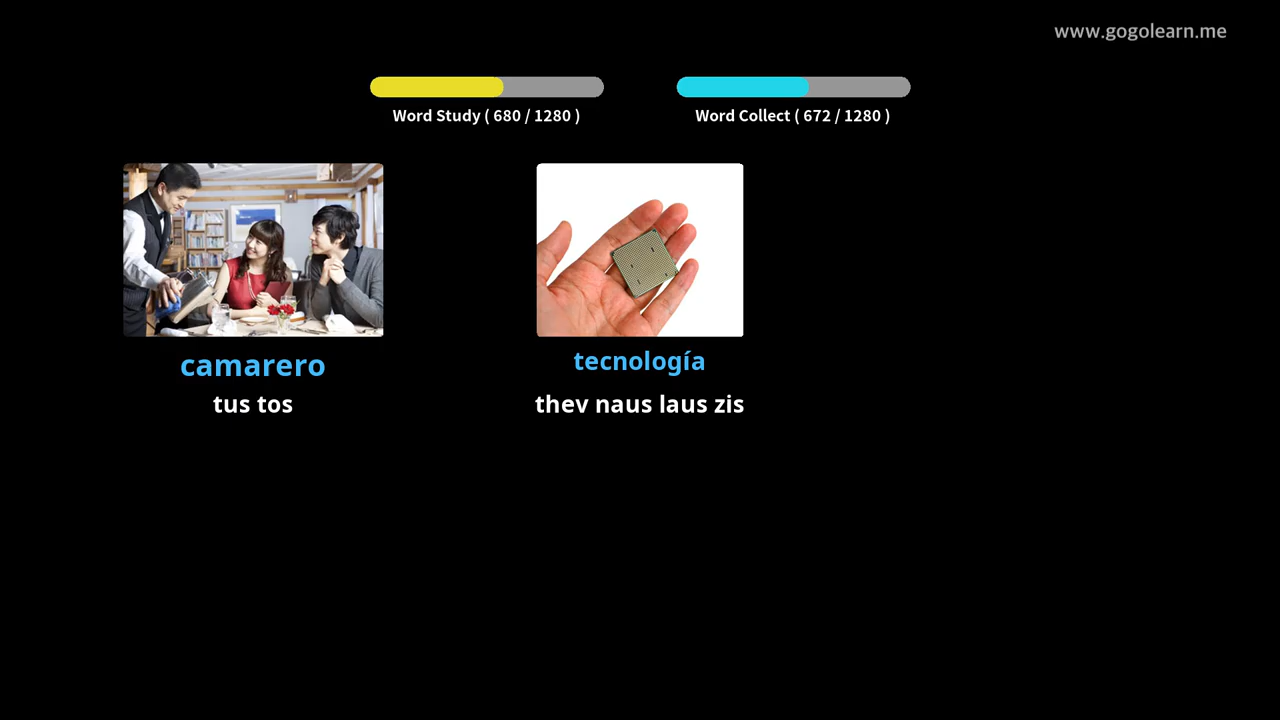 www.gogolearn.me
Word Study ( 680 / 1280 )
Word Collect ( 672 / 1280 )
camarero
tus tos
tecnología
thev naus laus zis